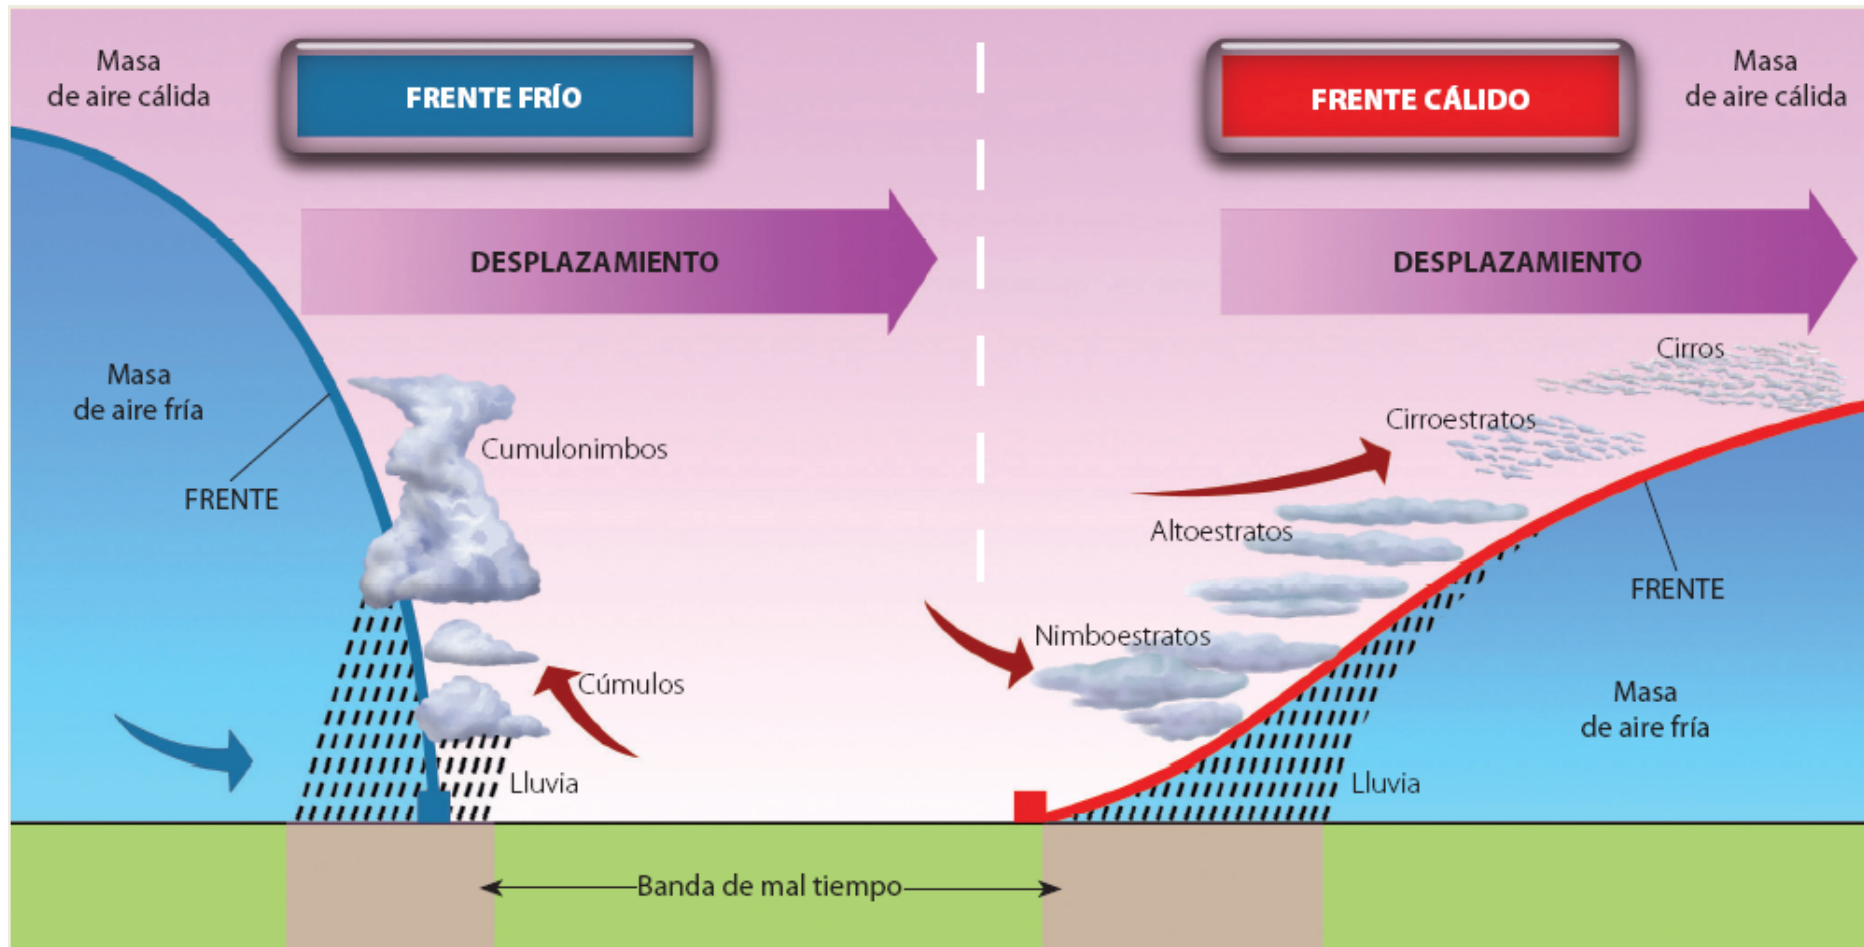 Masa
de aire cálida
FRENTE FRÍO
FRENTE CÁLIDO
Masa
de aire cálida
DESPLAZAMIENTO
DESPLAZAMIENTO
Masa
de aire fría
FRENTE
Cumulonimbos
Cúmulos
Lluvia
Cirros
Cirroestratos
Altoestratos
Nimboestratos
FRENTE
Masa
de aire fría
Lluvia
Banda de mal tiempo